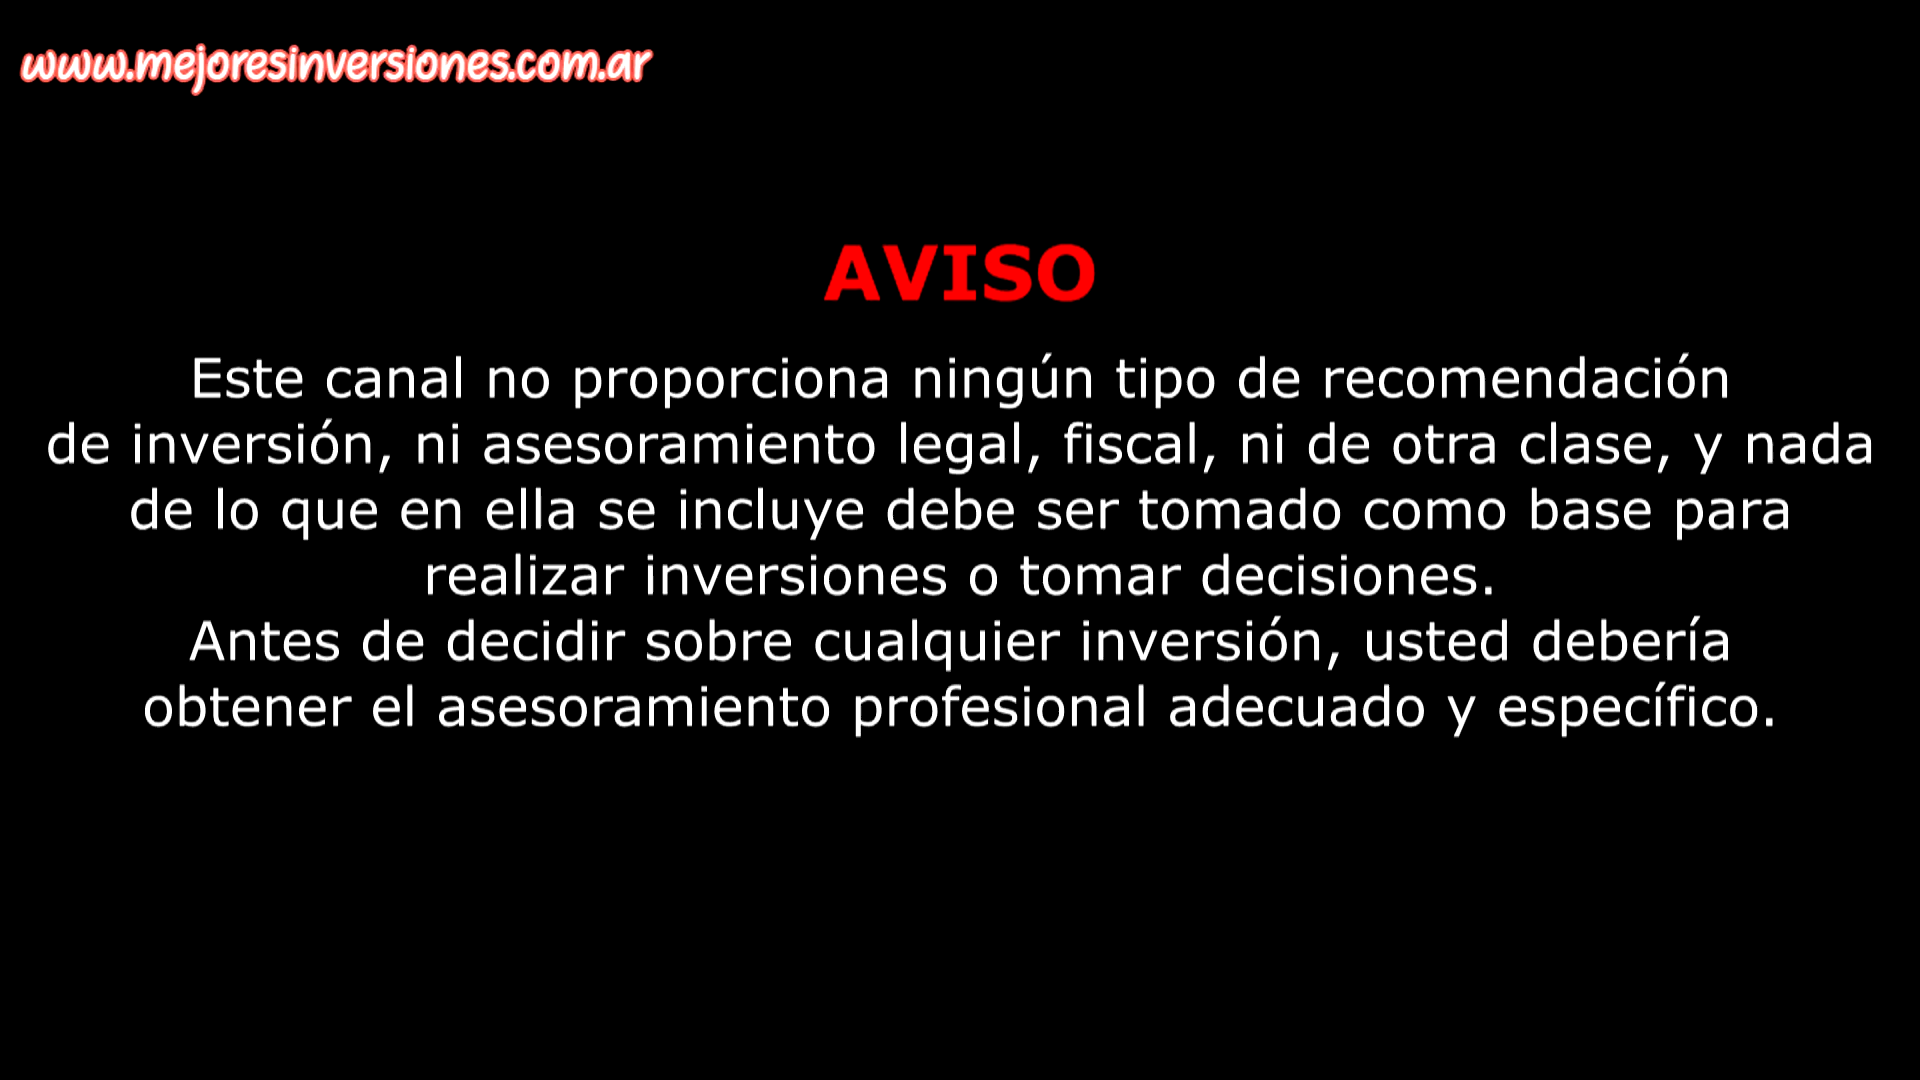 www.mejoresinversiones.com.ar
AVISO
Este canal no proporciona ningún tipo de recomendación
de inversión, ni asesoramiento legal, fiscal, ni de otra clase, y nada
de lo que en ella se incluye debe ser tomado como base para
realizar inversiones o tomar decisiones.
Antes de decidir sobre cualquier inversión, usted debería
obtener el asesoramiento profesional adecuado y específico.